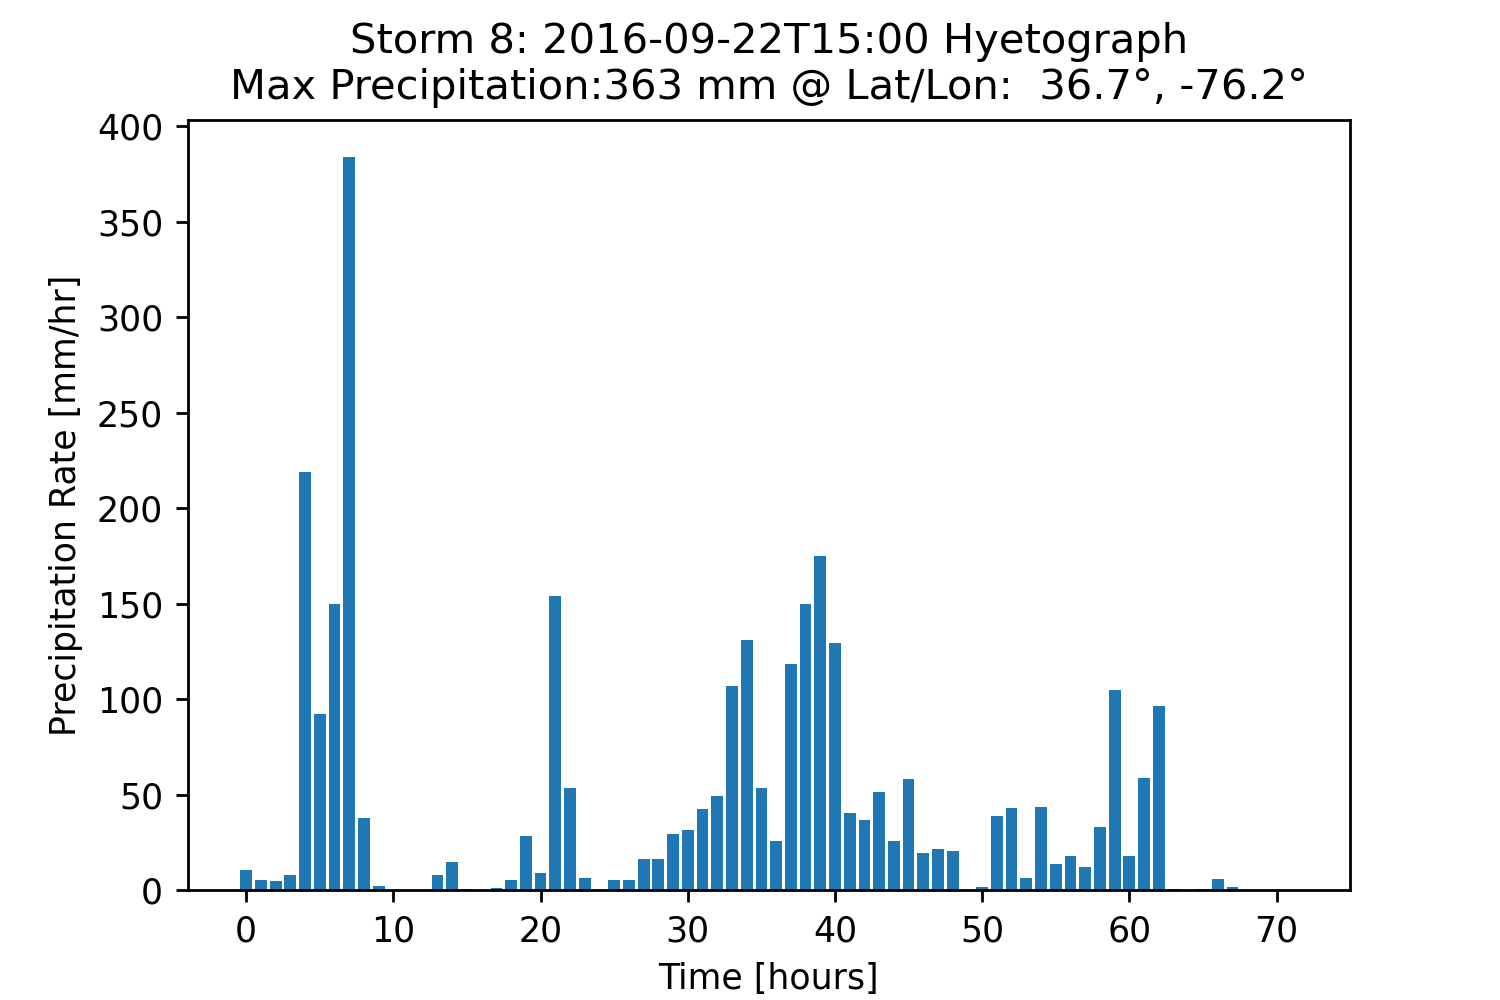 Storm 8: 2016-09-22T15:00 Hyetograph
Max Precipitation:363 mm @ Lat/Lon:  36.7°, -76.2°
400
350
300
250
200
150
100
50
0
Precipitation Rate [mm/hr]
0 10 20 30 40 50 60 70
Time [hours]